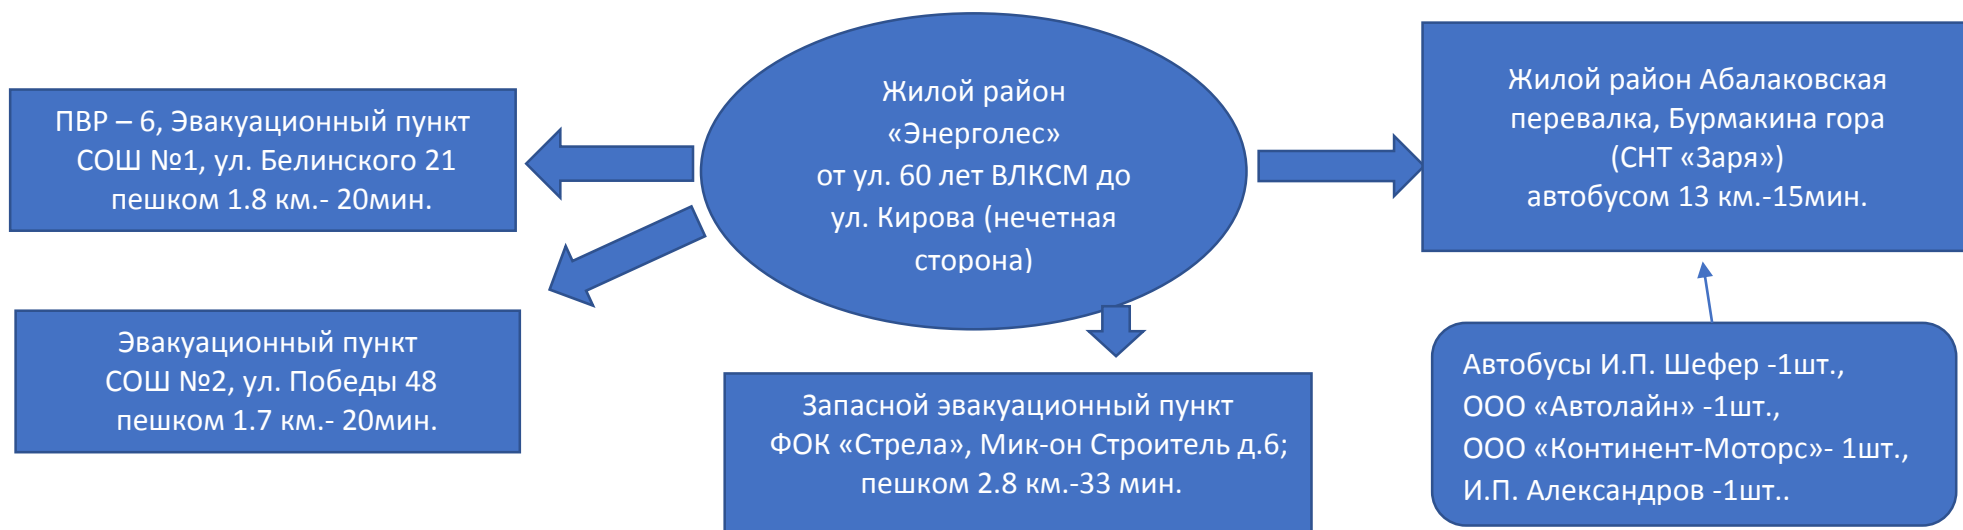 ПВР – 6, Эвакуационный пункт
СОШ №1, ул. Белинского 21
пешком 1.8 км.- 20мин.
Жилой район
«Энерголес»
от ул. 60 лет ВЛКСМ до
ул. Кирова (нечетная
сторона)
Жилой район Абалаковская
перевалка, Бурмакина гора
(СНТ «Заря»)
автобусом 13 км.-15мин.
Эвакуационный пункт
СОШ №2, ул. Победы 48
пешком 1.7 км.- 20мин.
Запасной эвакуационный пункт
ФОК «Стрела», Мик-он Строитель д.6;
пешком 2.8 км.-33 мин.
Автобусы И.П. Шефер -1шт.,
ООО «Автолайн» -1шт.,
ООО «Континент-Моторс»- 1шт.,
И.П. Александров -1шт..